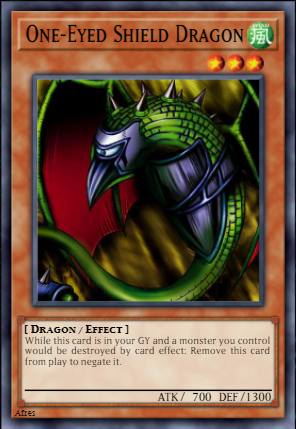 One-Eyed Shield Dragon 風
[ Dragon / Effect ]
While this card is in your GY and a monster you control
would be destroyed by card effect: Remove this card
from play to negate it.
ATK/ 700 DEF/1300